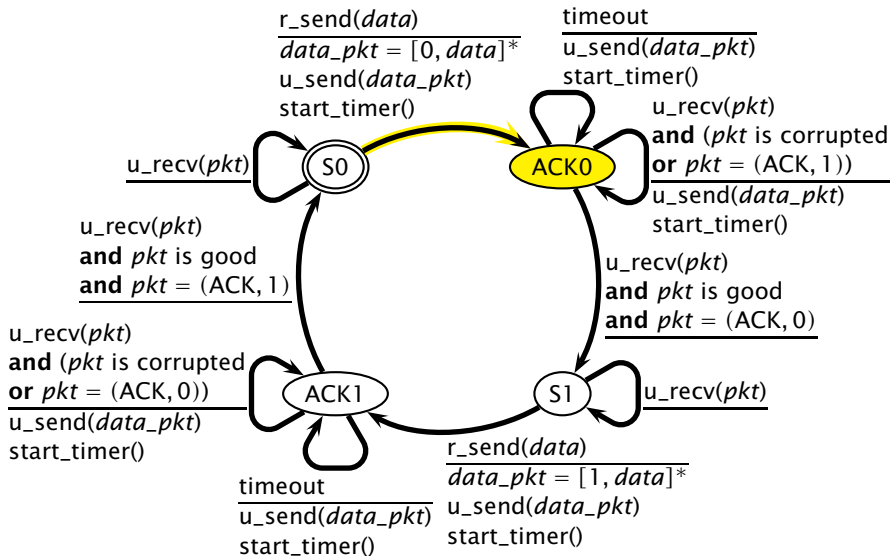 r_send(data)
data_pkt = [0, data]*
u_send(data_pkt)
start_timer()
timeout
u_send(data_pkt)
start_timer()
u_recv(pkt)
and (pkt is corrupted
or pkt = (ACK, 1))
u_send(data_pkt)
start_timer()
u_recv(pkt)
S0
ACK0
u_recv(pkt)
and pkt is good
and pkt = (ACK, 1)
u_recv(pkt)
and pkt is good
and pkt = (ACK, 0)
u_recv(pkt)
and (pkt is corrupted
or pkt = (ACK, 0))
u_send(data_pkt)
start_timer()
ACK1
S1
u_recv(pkt)
timeout
u_send(data_pkt)
start_timer()
r_send(data)
data_pkt = [1, data]*
u_send(data_pkt)
start_timer()